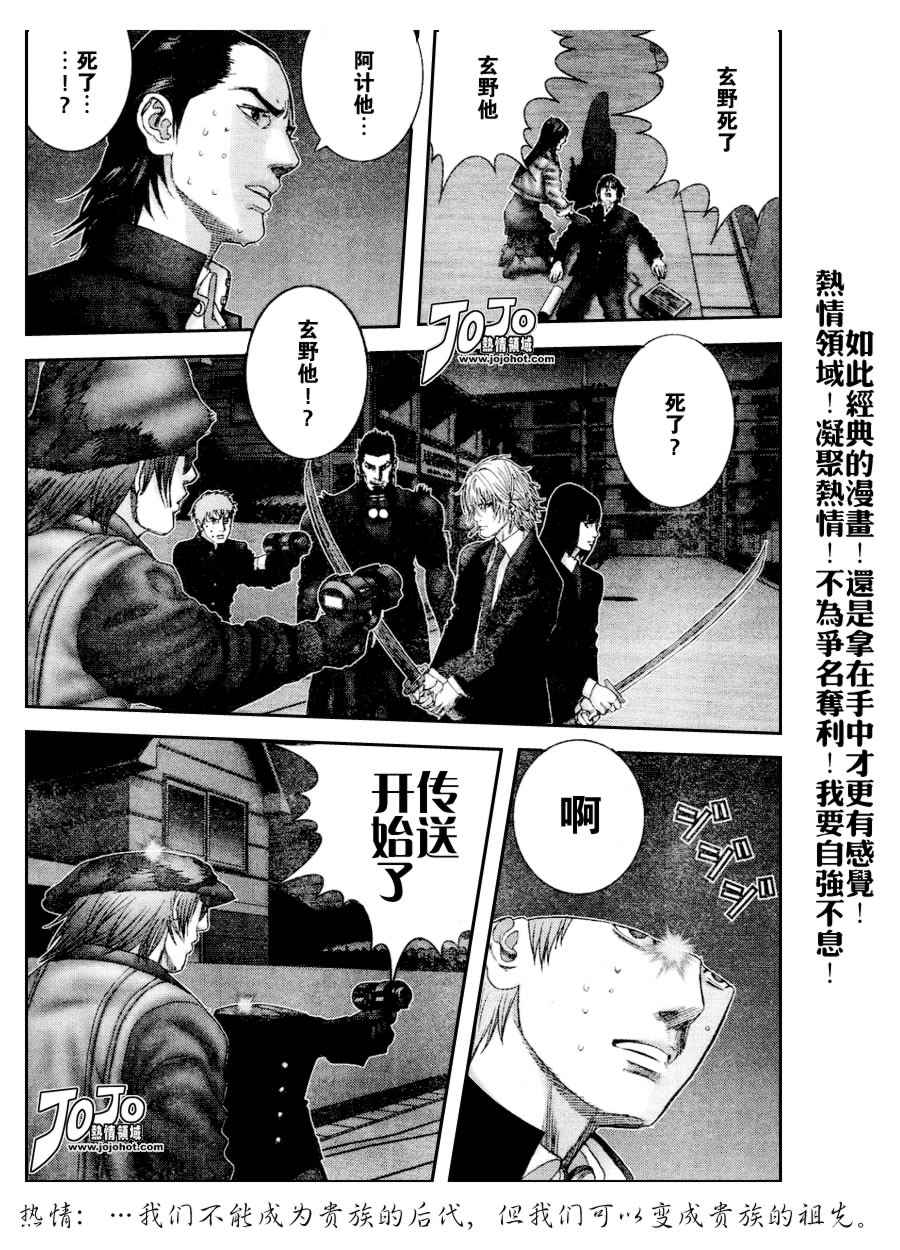 玄野死了
玄野他
阿计他…
死了…
…!?
JOJO
熱情領域
www.jojohot.com
死了?
玄野他!?
啊
ジジジ
传送
开始了
JOJO
熱情領域
www.jojohot.com
如此經典的漫畫!還是拿在手中才更有感覺!
熱情領域!凝聚熱情!不為爭名奪利!我要自強不息!
热情:…我们不能成为贵族的后代,但我们可以变成贵族的祖先。